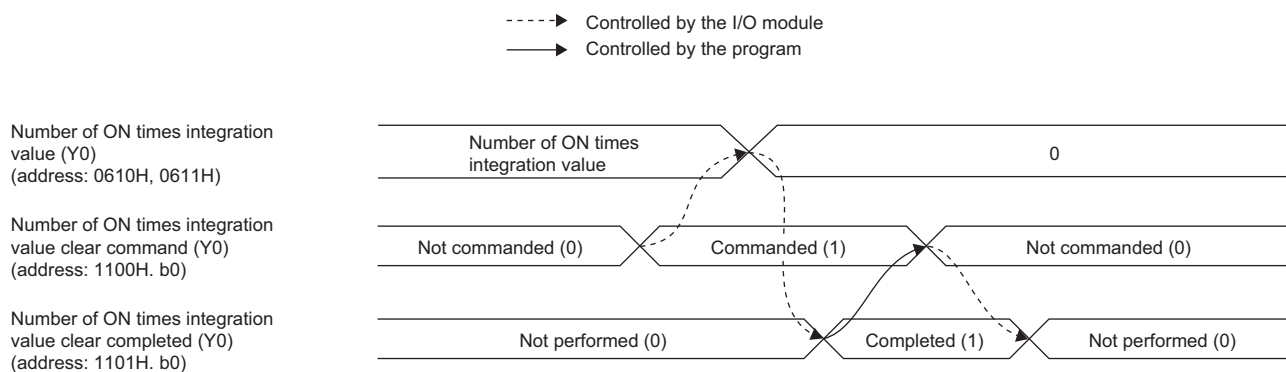 Controlled by the I/O module
Controlled by the program
Number of ON times integration
value (Y0)
(address: 0610H, 0611H)
Number of ON times
integration value
0
Number of ON times integration
value clear command (Y0)
(address: 1100H. b0)
Not commanded (0)
Commanded (1)
Not commanded (0)
Number of ON times integration
value clear completed (Y0)
(address: 1101H. b0)
Not performed (0)
Completed (1)
Not performed (0)